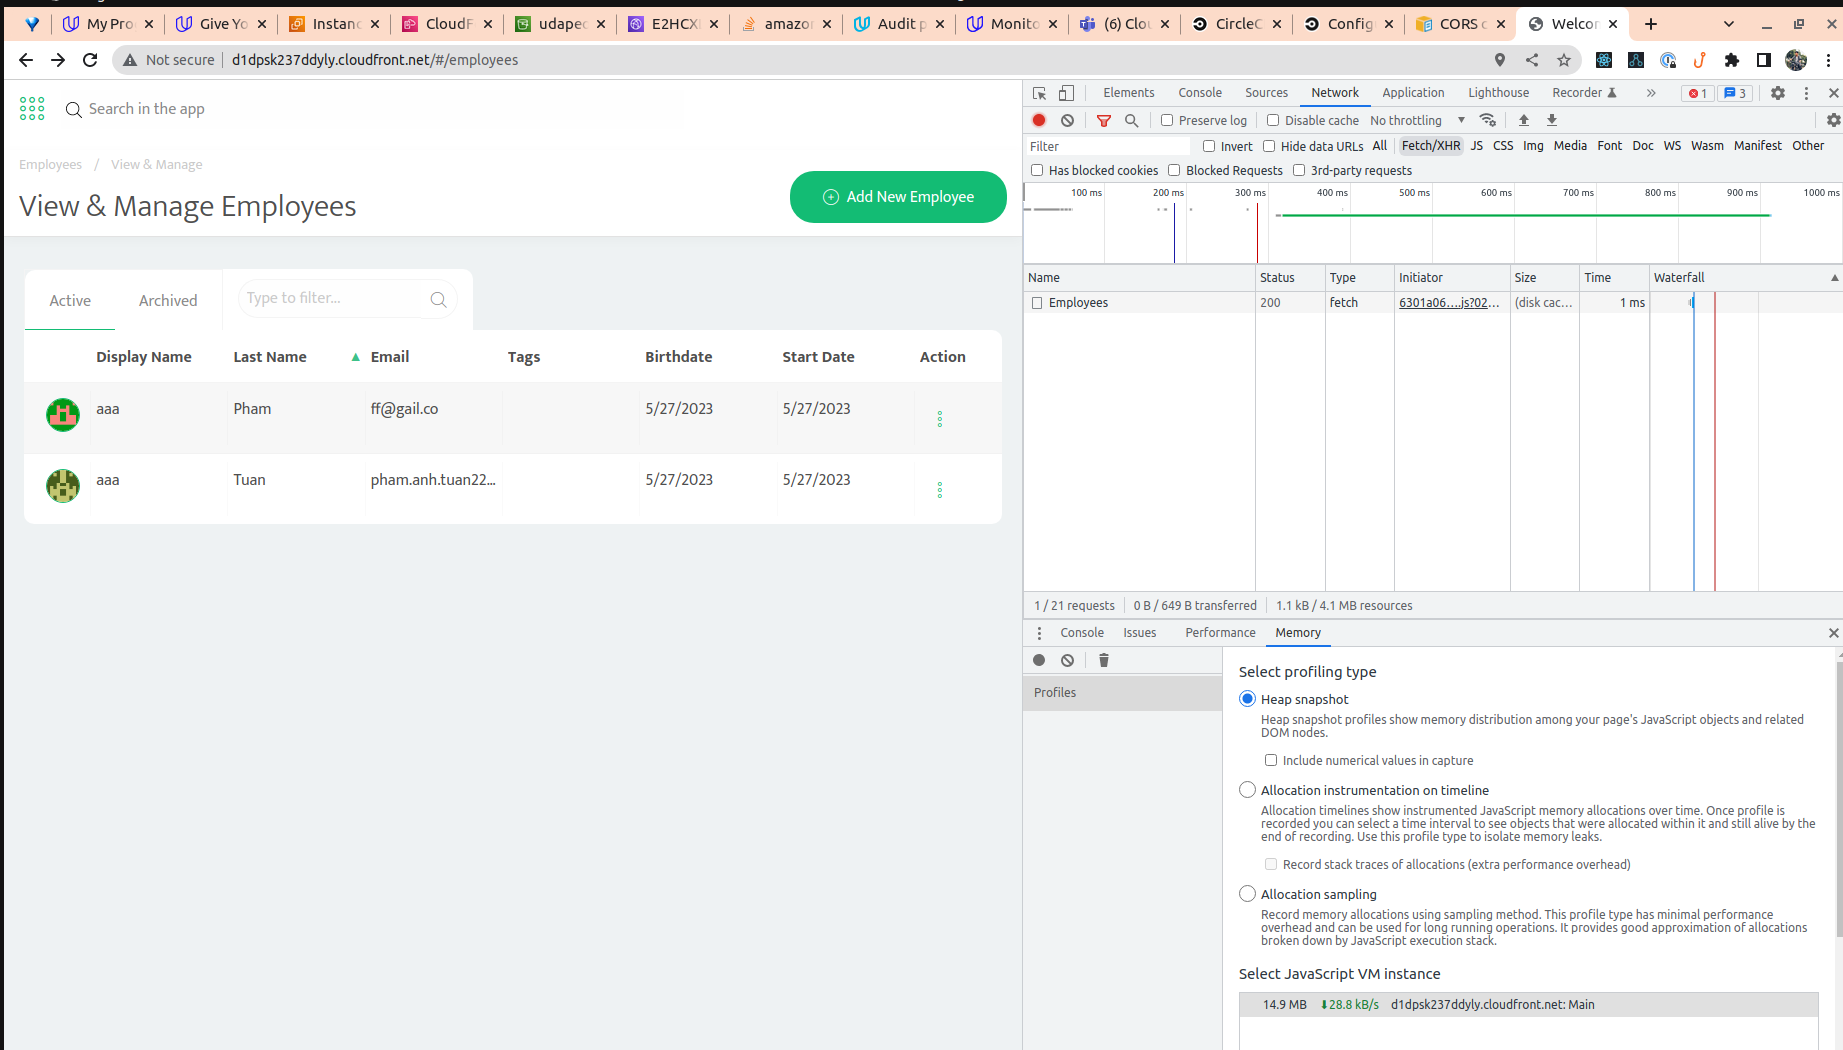 My Pro
Give Yo
Instanc
CloudF
udapec
E2HCX
amazon
Audit p
Monito
(6) Clou
CircleC
Config
CORS c
Welcom
Not secure
d1dpsk237ddyly.cloudfront.net/#/employees
Search in the app
Employees / View & Manage
View & Manage Employees
Add New Employee
Active
Archived
Type to filter...
Display Name Last Name Email Tags Birthdate Start Date Action
aaa Pham ff@gail.co 5/27/2023 5/27/2023
aaa Tuan pham.anh.tuan22... 5/27/2023 5/27/2023
Elements Console Sources Network Application Lighthouse Recorder 1 3
Preserve log Disable cache No throttling
Filter Invert Hide data URLs All Fetch/XHR JS CSS Img Media Font Doc WS Wasm Manifest Other
Has blocked cookies Blocked Requests 3rd-party requests
100 ms 200 ms 300 ms 400 ms 500 ms 600 ms 700 ms 800 ms 900 ms 1000 ms
Name Status Type Initiator Size Time Waterfall
Employees 200 fetch 6301a06....js?02... (disk cac... 1 ms
1 / 21 requests 0 B / 649 B transferred 1.1 kB / 4.1 MB resources
Console Issues Performance Memory
Profiles
Select profiling type
Heap snapshot
Heap snapshot profiles show memory distribution among your page's JavaScript objects and related
DOM nodes.
Include numerical values in capture
Allocation instrumentation on timeline
Allocation timelines show instrumented JavaScript memory allocations over time. Once profile is
recorded you can select a time interval to see objects that were allocated within it and still alive by the
end of recording. Use this profile type to isolate memory leaks.
Record stack traces of allocations (extra performance overhead)
Allocation sampling
Record memory allocations using sampling method. This profile type has minimal performance
overhead and can be used for long running operations. It provides good approximation of allocations
broken down by JavaScript execution stack.
Select JavaScript VM instance
14.9 MB 28.8 kB/s d1dpsk237ddyly.cloudfront.net: Main